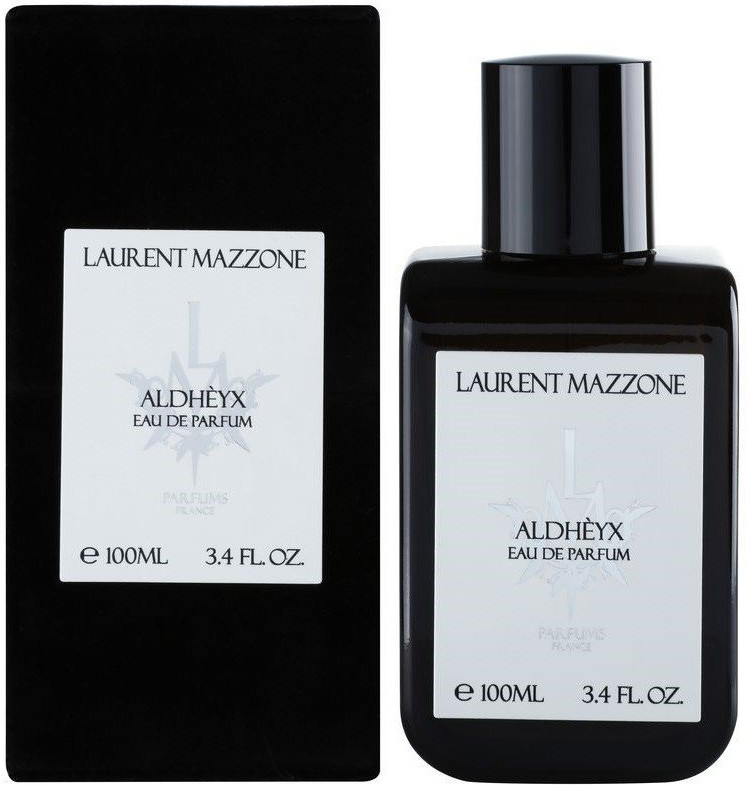 LAURENT MAZZONE
L
M
ALDHÈYX
EAU DE PARFUM
PARFUMS
FRANCE
e 100ML 3.4 FL. OZ.
LAURENT MAZZONE
L
M
ALDHÈYX
EAU DE PARFUM
PARFUMS
FRANCE
e 100ML 3.4 FL. OZ.